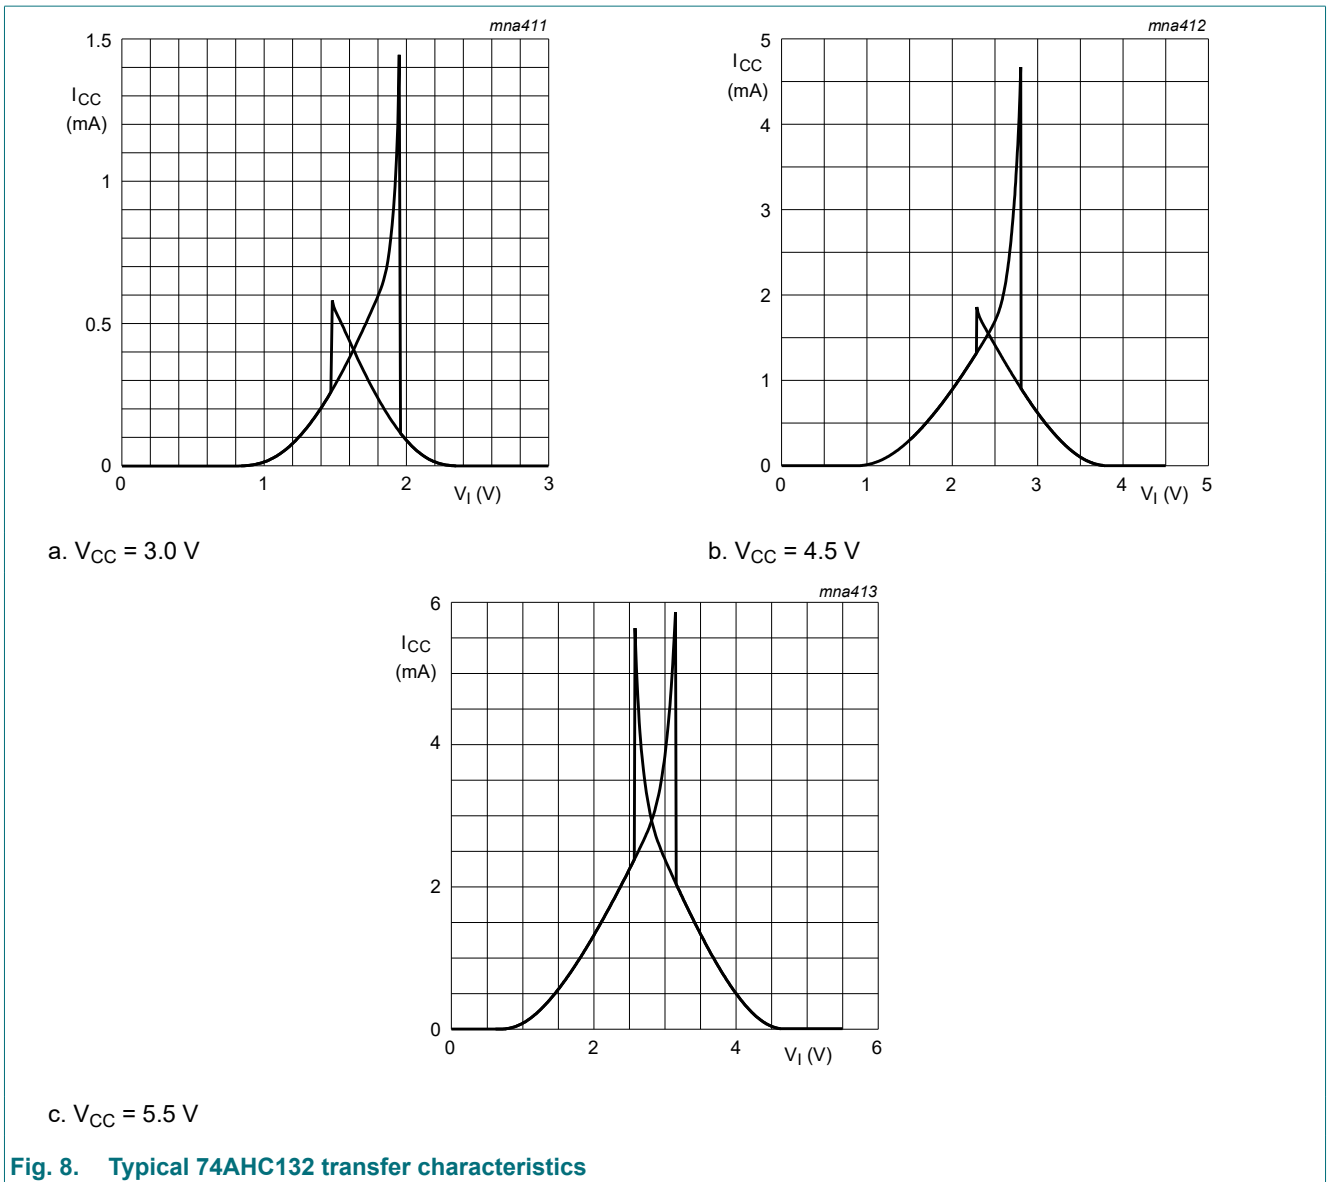 mna411
1.5
ICC
(mA)
1
0.5
0
0 1 2 3
VI (V)
a. VCC = 3.0 V
mna412
5
ICC
(mA)
4
3
2
1
0
0 1 2 3 4 5
VI (V)
b. VCC = 4.5 V
mna413
6
ICC
(mA)
4
2
0
0 2 4 6
VI (V)
c. VCC = 5.5 V
Fig. 8. Typical 74AHC132 transfer characteristics